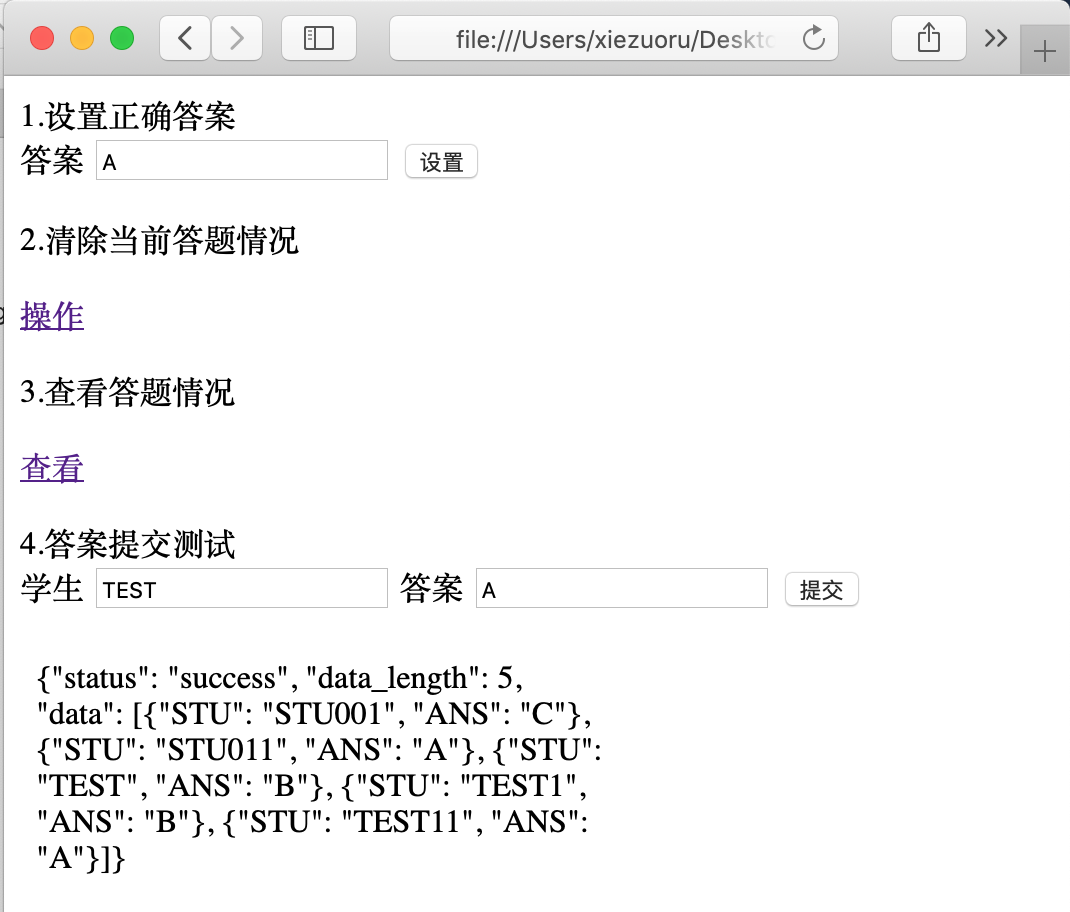 file:///Users/xiezuoru/Deskto
1.设置正确答案
答案 A 设置
2.清除当前答题情况
操作
3.查看答题情况
查看
4.答案提交测试
学生 TEST 答案 A 提交
{"status": "success", "data_length": 5,
"data": [{"STU": "STU001", "ANS": "C"},
{"STU": "STU011", "ANS": "A"}, {"STU":
"TEST", "ANS": "B"}, {"STU": "TEST1",
"ANS": "B"}, {"STU": "TEST11", "ANS":
"A"}]}